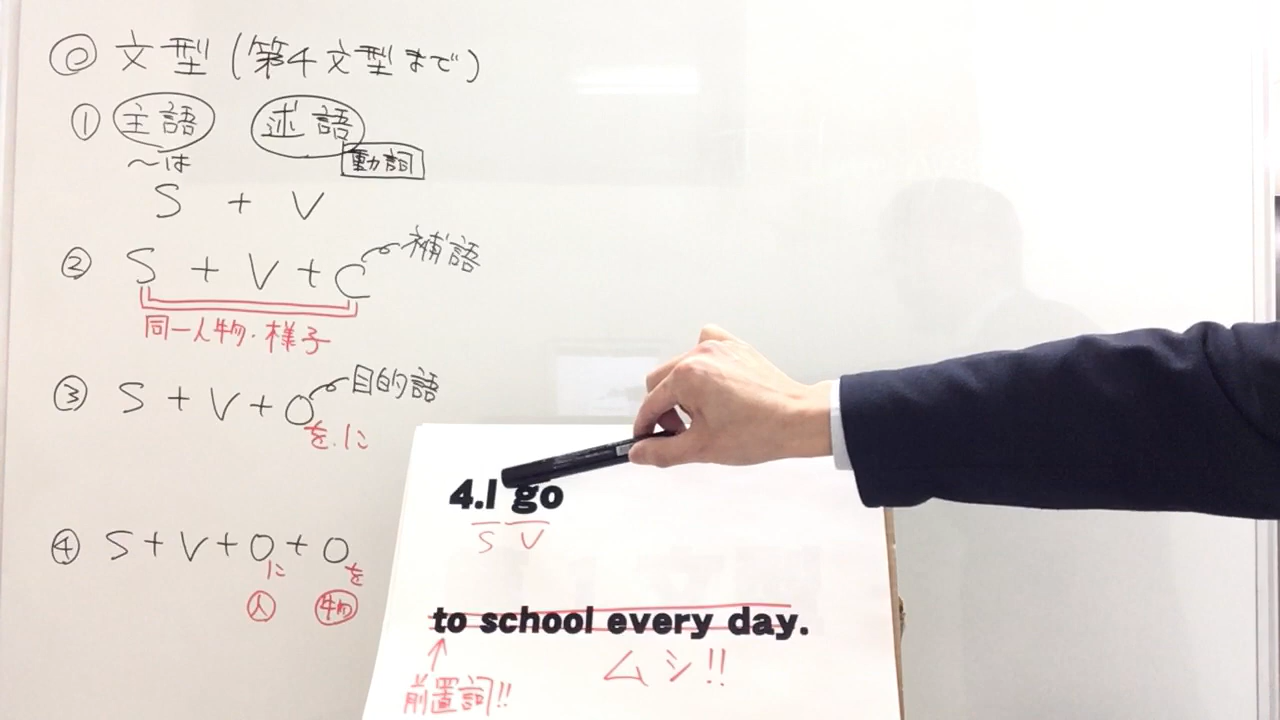 ◎ 文型 (第4文型まで)
① 主語 述語
〜は 動詞
S + V
② S + V + C 補語
同一人物・様子
③ S + V + O 目的語
を.に
④ S + V + O + O
に を
人 物
4.I go
S V
to school every day.
前置詞!! ムシ!!